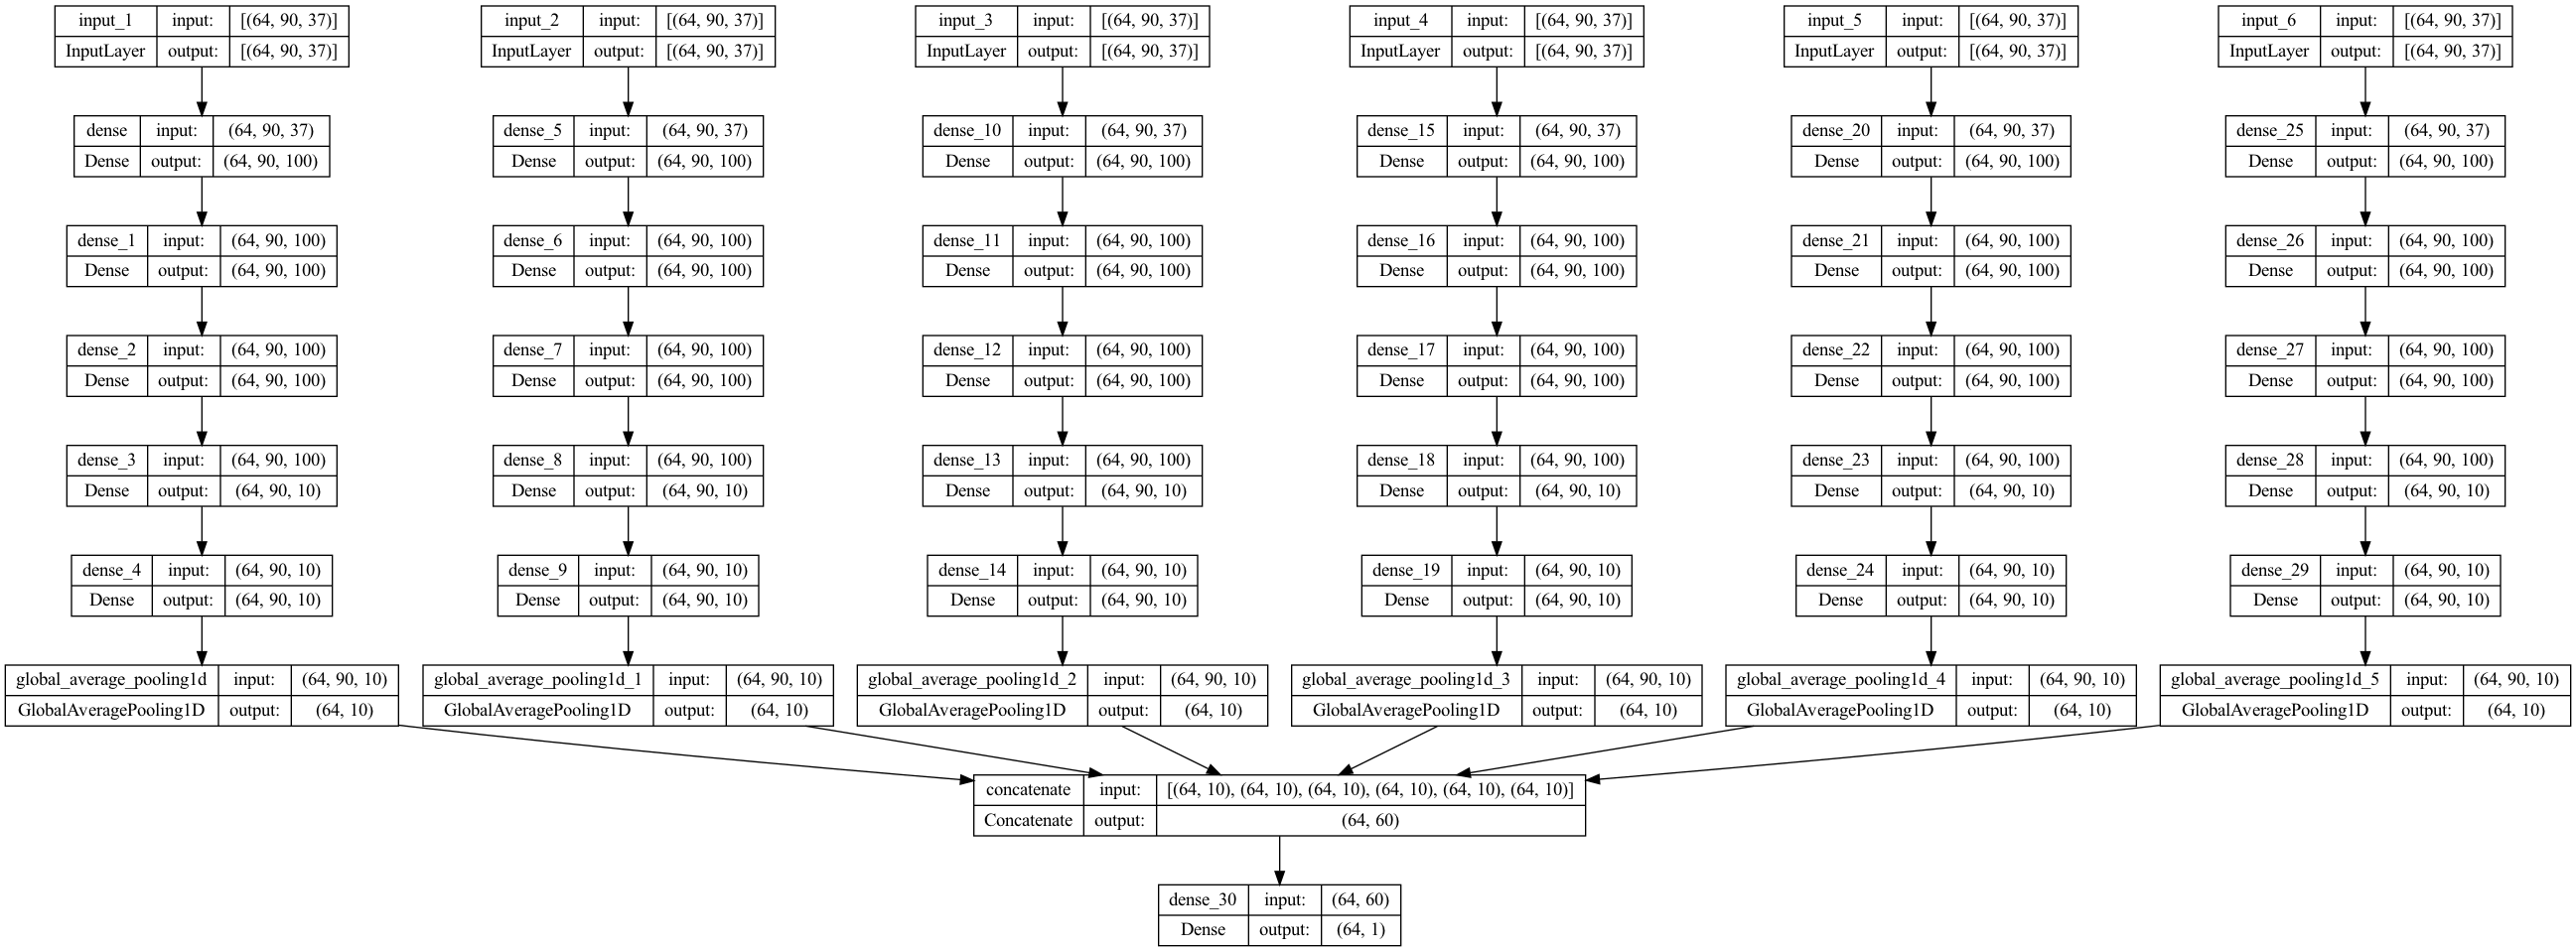 input_1 input: [(64, 90, 37)]
InputLayer output: [(64, 90, 37)]
input_2 input: [(64, 90, 37)]
InputLayer output: [(64, 90, 37)]
input_3 input: [(64, 90, 37)]
InputLayer output: [(64, 90, 37)]
input_4 input: [(64, 90, 37)]
InputLayer output: [(64, 90, 37)]
input_5 input: [(64, 90, 37)]
InputLayer output: [(64, 90, 37)]
input_6 input: [(64, 90, 37)]
InputLayer output: [(64, 90, 37)]
dense input: (64, 90, 37)
Dense output: (64, 90, 100)
dense_5 input: (64, 90, 37)
Dense output: (64, 90, 100)
dense_10 input: (64, 90, 37)
Dense output: (64, 90, 100)
dense_15 input: (64, 90, 37)
Dense output: (64, 90, 100)
dense_20 input: (64, 90, 37)
Dense output: (64, 90, 100)
dense_25 input: (64, 90, 37)
Dense output: (64, 90, 100)
dense_1 input: (64, 90, 100)
Dense output: (64, 90, 100)
dense_6 input: (64, 90, 100)
Dense output: (64, 90, 100)
dense_11 input: (64, 90, 100)
Dense output: (64, 90, 100)
dense_16 input: (64, 90, 100)
Dense output: (64, 90, 100)
dense_21 input: (64, 90, 100)
Dense output: (64, 90, 100)
dense_26 input: (64, 90, 100)
Dense output: (64, 90, 100)
dense_2 input: (64, 90, 100)
Dense output: (64, 90, 100)
dense_7 input: (64, 90, 100)
Dense output: (64, 90, 100)
dense_12 input: (64, 90, 100)
Dense output: (64, 90, 100)
dense_17 input: (64, 90, 100)
Dense output: (64, 90, 100)
dense_22 input: (64, 90, 100)
Dense output: (64, 90, 100)
dense_27 input: (64, 90, 100)
Dense output: (64, 90, 100)
dense_3 input: (64, 90, 100)
Dense output: (64, 90, 10)
dense_8 input: (64, 90, 100)
Dense output: (64, 90, 10)
dense_13 input: (64, 90, 100)
Dense output: (64, 90, 10)
dense_18 input: (64, 90, 100)
Dense output: (64, 90, 10)
dense_23 input: (64, 90, 100)
Dense output: (64, 90, 10)
dense_28 input: (64, 90, 100)
Dense output: (64, 90, 10)
dense_4 input: (64, 90, 10)
Dense output: (64, 90, 10)
dense_9 input: (64, 90, 10)
Dense output: (64, 90, 10)
dense_14 input: (64, 90, 10)
Dense output: (64, 90, 10)
dense_19 input: (64, 90, 10)
Dense output: (64, 90, 10)
dense_24 input: (64, 90, 10)
Dense output: (64, 90, 10)
dense_29 input: (64, 90, 10)
Dense output: (64, 90, 10)
global_average_pooling1d input: (64, 90, 10)
GlobalAveragePooling1D output: (64, 10)
global_average_pooling1d_1 input: (64, 90, 10)
GlobalAveragePooling1D output: (64, 10)
global_average_pooling1d_2 input: (64, 90, 10)
GlobalAveragePooling1D output: (64, 10)
global_average_pooling1d_3 input: (64, 90, 10)
GlobalAveragePooling1D output: (64, 10)
global_average_pooling1d_4 input: (64, 90, 10)
GlobalAveragePooling1D output: (64, 10)
global_average_pooling1d_5 input: (64, 90, 10)
GlobalAveragePooling1D output: (64, 10)
concatenate input: [(64, 10), (64, 10), (64, 10), (64, 10), (64, 10), (64, 10)]
Concatenate output: (64, 60)
dense_30 input: (64, 60)
Dense output: (64, 1)